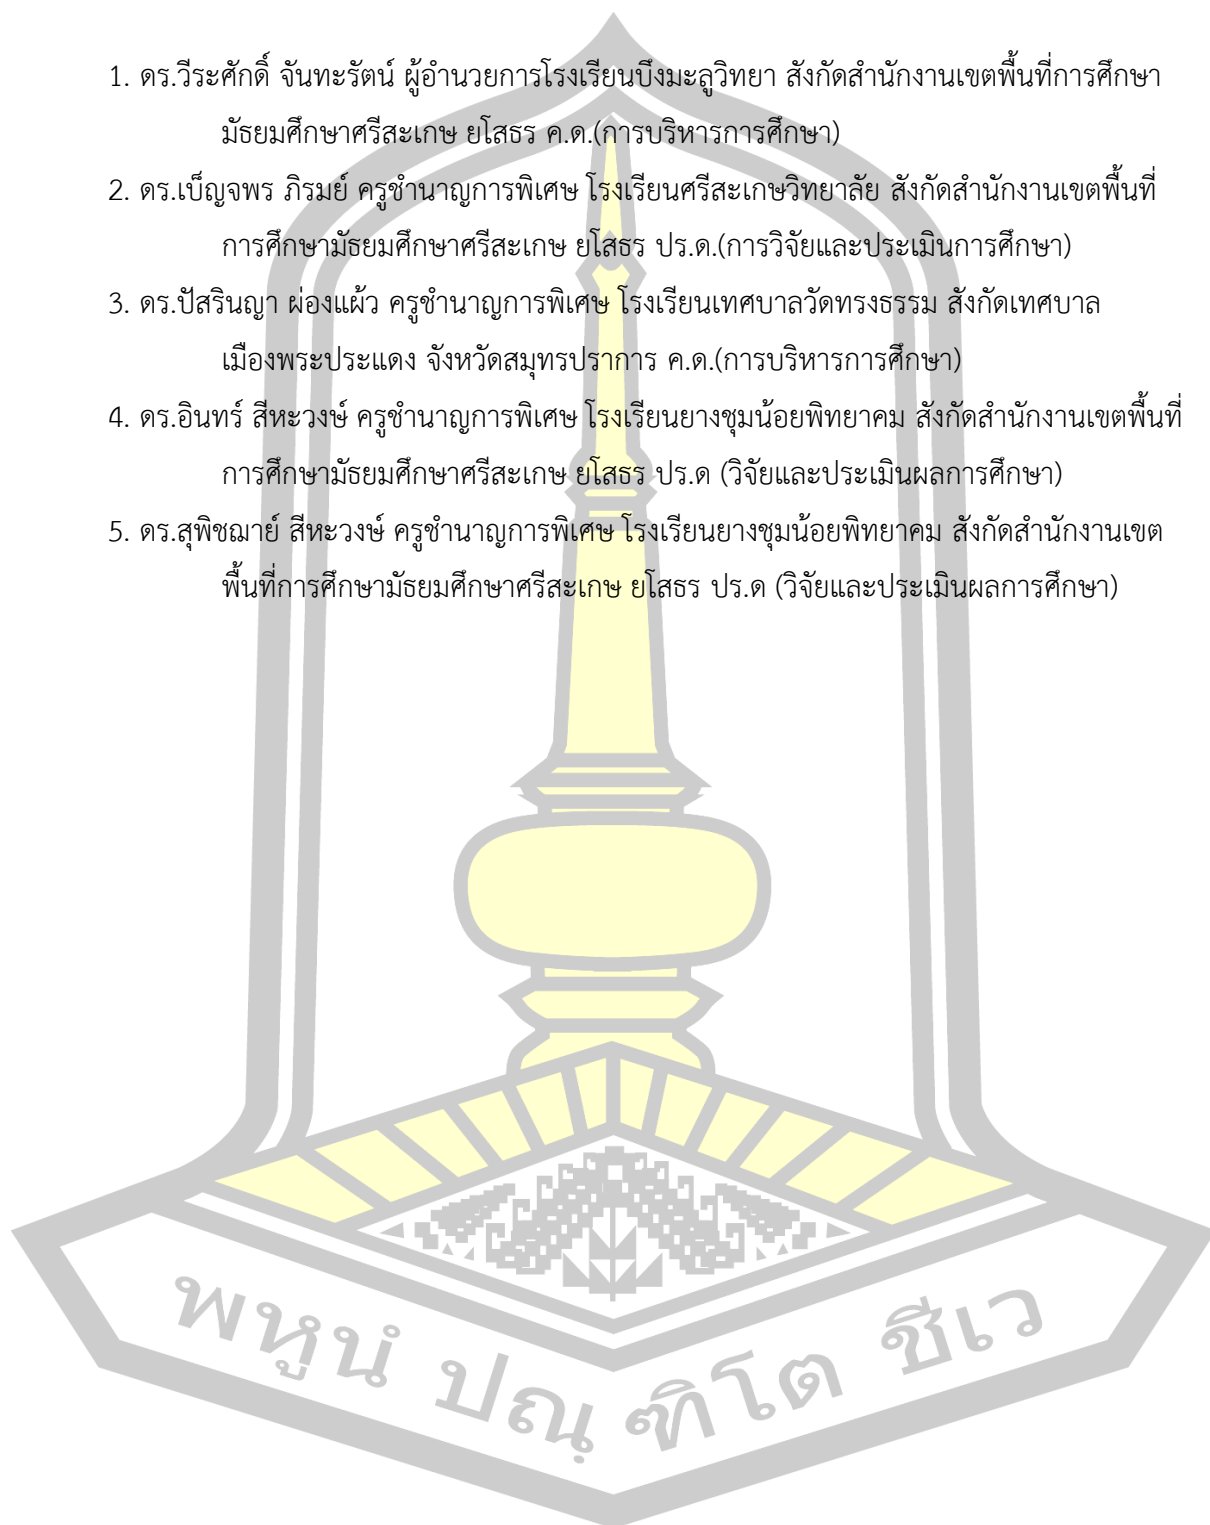 1. ดร.วีระศักดิ์ จันทะรัตน์ ผู้อำนวยการโรงเรียนบึงมะลูวิทยา สังกัดสำนักงานเขตพื้นที่การศึกษา
มัธยมศึกษาศรีสะเกษ ยโสธร ค.ด.(การบริหารการศึกษา)
2. ดร.เบ็ญจพร ภิรมย์ ครูชำนาญการพิเศษ โรงเรียนศรีสะเกษวิทยาลัย สังกัดสำนักงานเขตพื้นที่
การศึกษามัธยมศึกษาศรีสะเกษ ยโสธร ปร.ด.(การวิจัยและประเมินการศึกษา)
3. ดร.ปัสรินญา ผ่องแผ้ว ครูชำนาญการพิเศษ โรงเรียนเทศบาลวัดทรงธรรม สังกัดเทศบาล
เมืองพระประแดง จังหวัดสมุทรปราการ ค.ด.(การบริหารการศึกษา)
4. ดร.อินทร์ สีหะวงษ์ ครูชำนาญการพิเศษ โรงเรียนยางชุมน้อยพิทยาคม สังกัดสำนักงานเขตพื้นที่
การศึกษามัธยมศึกษาศรีสะเกษ ยโสธร ปร.ด (วิจัยและประเมินผลการศึกษา)
5. ดร.สุพิชฌาย์ สีหะวงษ์ ครูชำนาญการพิเศษ โรงเรียนยางชุมน้อยพิทยาคม สังกัดสำนักงานเขต
พื้นที่การศึกษามัธยมศึกษาศรีสะเกษ ยโสธร ปร.ด (วิจัยและประเมินผลการศึกษา)
พหูนํ ปณฺ ฑิโต ชีเว